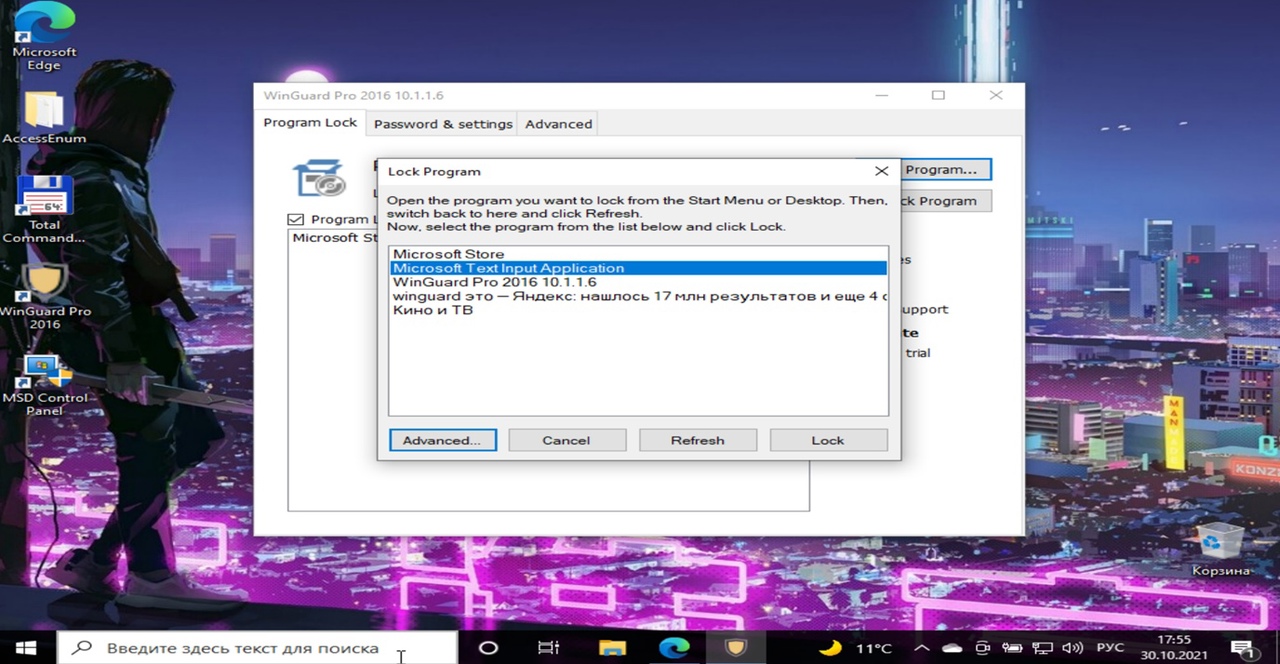 Microsoft
Edge
AccessEnum
64:
Total
Command...
WinGuard Pro
2016
MSD Control
Panel
WinGuard Pro 2016 10.1.1.6
Program Lock
Password & settings
Advanced
Program...
ck Program
Program L
Microsoft St
es
upport
te
trial
Lock Program
Open the program you want to lock from the Start Menu or Desktop. Then,
switch back to here and click Refresh.
Now, select the program from the list below and click Lock.
Microsoft Store
Microsoft Text Input Application
WinGuard Pro 2016 10.1.1.6
winguard это — Яндекс: нашлось 17 млн результатов и еще 4 с
Кино и ТВ
Advanced...
Cancel
Refresh
Lock
MAN
KONZ
Корзина
Введите здесь текст для поиска
11°C
РУС
17:55
30.10.2021
1